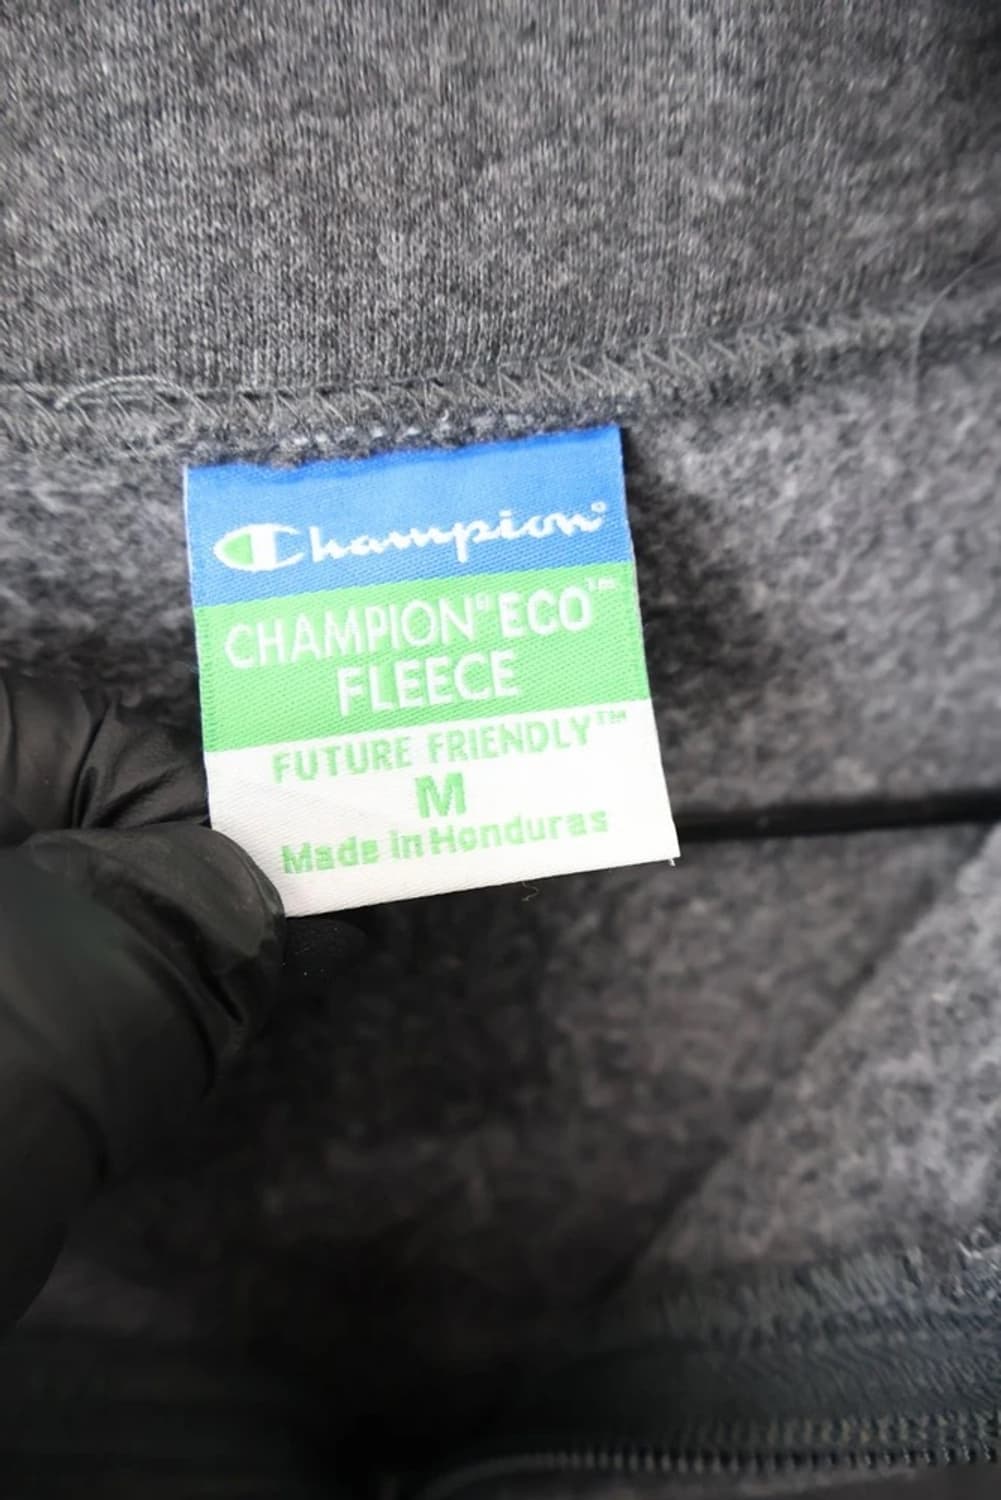 Champion®
CHAMPION® ECO™
FLEECE
FUTURE FRIENDLY™
M
Made in Honduras